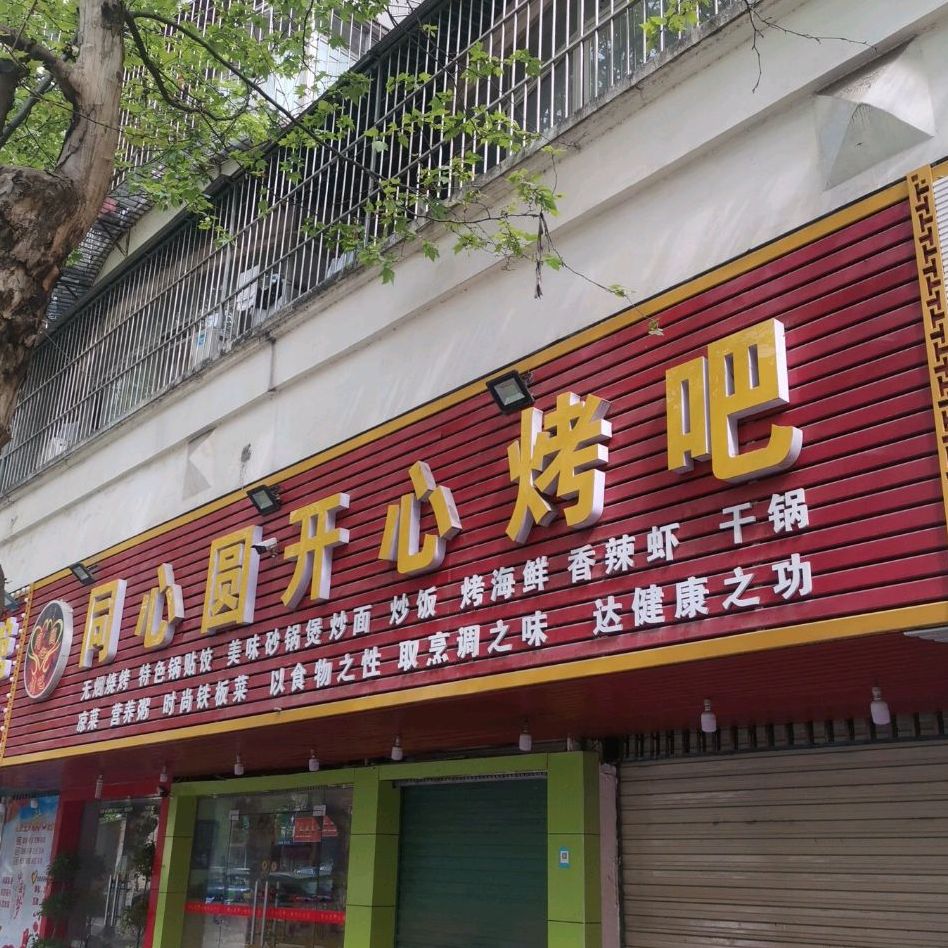 同心圆开心烤吧
无烟烧烤 特色锅贴饺 美味砂锅煲炒面 炒饭 烤海鲜 香辣虾 干锅
凉菜 营养粥 时尚铁板菜 以食物之性 取烹调之味 达健康之功